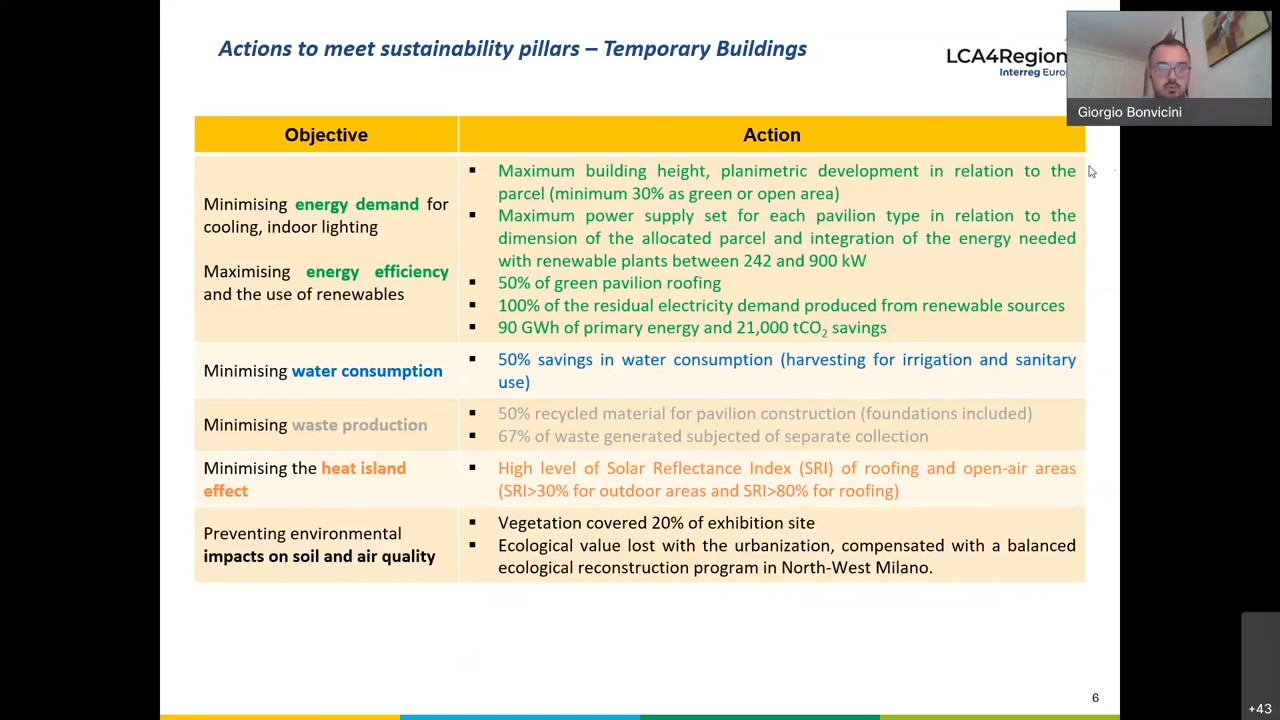 Actions to meet sustainability pillars – Temporary Buildings
LCA4Region
Interreg Euro
Giorgio Bonvicini
Objective
Action
Minimising energy demand for
cooling, indoor lighting
Maximising energy efficiency
and the use of renewables
▪ Maximum building height, planimetric development in relation to the
parcel (minimum 30% as green or open area)
▪ Maximum power supply set for each pavilion type in relation to the
dimension of the allocated parcel and integration of the energy needed
with renewable plants between 242 and 900 kW
▪ 50% of green pavilion roofing
▪ 100% of the residual electricity demand produced from renewable sources
▪ 90 GWh of primary energy and 21,000 tCO₂ savings
Minimising water consumption
▪ 50% savings in water consumption (harvesting for irrigation and sanitary
use)
Minimising waste production
▪ 50% recycled material for pavilion construction (foundations included)
▪ 67% of waste generated subjected of separate collection
Minimising the heat island
effect
▪ High level of Solar Reflectance Index (SRI) of roofing and open-air areas
(SRI>30% for outdoor areas and SRI>80% for roofing)
Preventing environmental
impacts on soil and air quality
▪ Vegetation covered 20% of exhibition site
▪ Ecological value lost with the urbanization, compensated with a balanced
ecological reconstruction program in North-West Milano.
6
+43